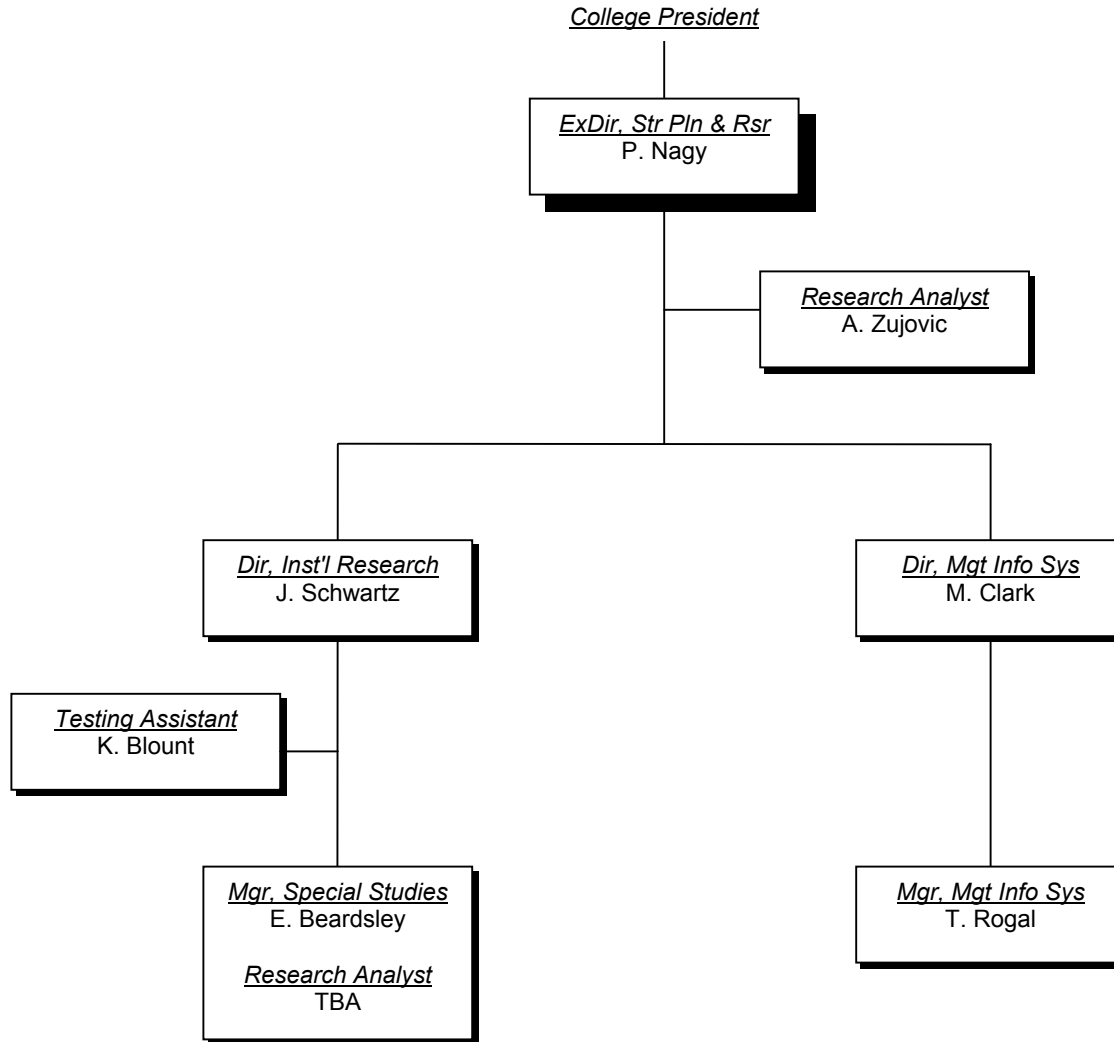 College President
ExDir, Str Pln & Rsr
P. Nagy
Research Analyst
A. Zujovic
Dir, Inst'l Research
J. Schwartz
Dir, Mgt Info Sys
M. Clark
Testing Assistant
K. Blount
Mgr, Special Studies
E. Beardsley
Research Analyst
TBA
Mgr, Mgt Info Sys
T. Rogal